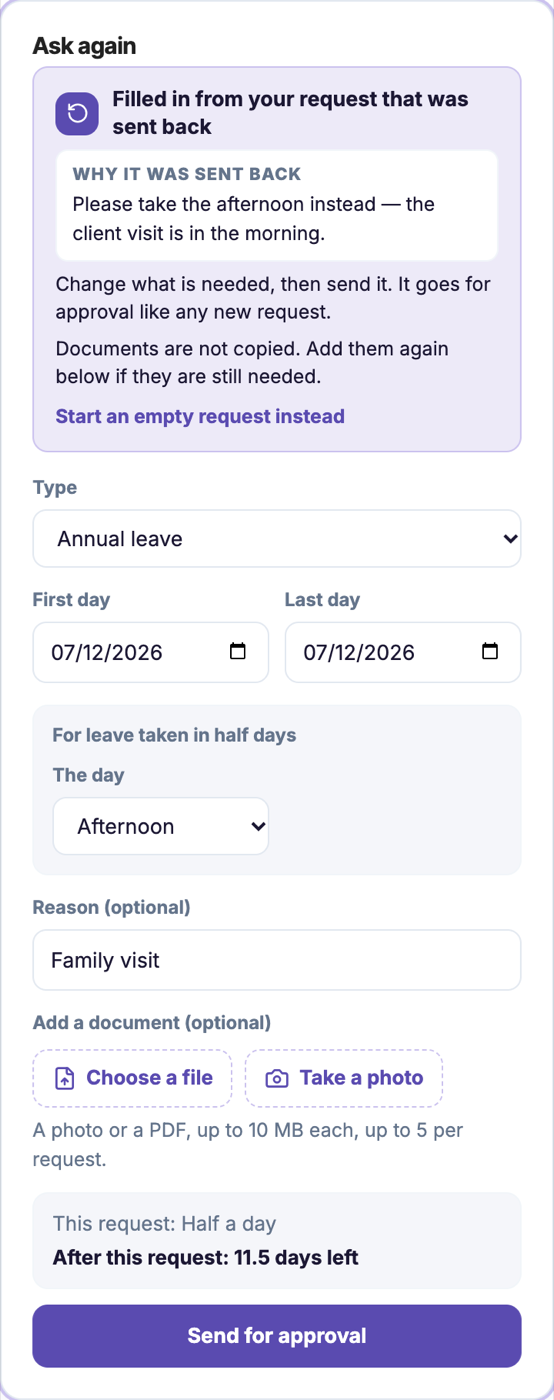 Ask again
Filled in from your request that was
sent back
WHY IT WAS SENT BACK
Please take the afternoon instead — the
client visit is in the morning.
Change what is needed, then send it. It goes for
approval like any new request.
Documents are not copied. Add them again
below if they are still needed.
Start an empty request instead
Type
Annual leave
First day
Last day
07/12/2026
07/12/2026
For leave taken in half days
The day
Afternoon
Reason (optional)
Family visit
Add a document (optional)
Choose a file
Take a photo
A photo or a PDF, up to 10 MB each, up to 5 per
request.
This request: Half a day
After this request: 11.5 days left
Send for approval